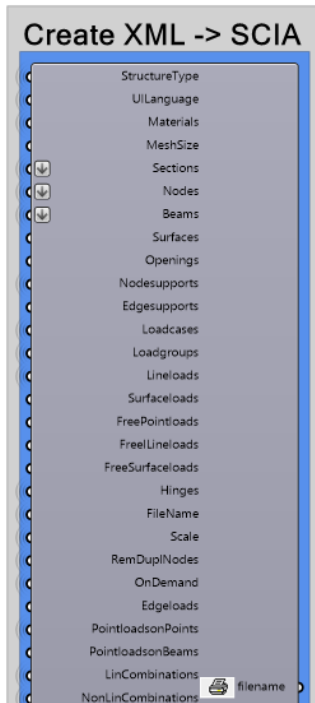 Create XML -> SCIA
StructureType
UILanguage
Materials
MeshSize
Sections
Nodes
Beams
Surfaces
Openings
Nodesupports
Edgesupports
Loadcases
Loadgroups
Lineloads
Surfaceloads
FreePointloads
FreelLineloads
FreeSurfaceloads
Hinges
FileName
Scale
RemDuplNodes
OnDemand
Edgeloads
PointloadsonPoints
PointloadsonBeams
LinCombinations
filename
NonLinCombinations